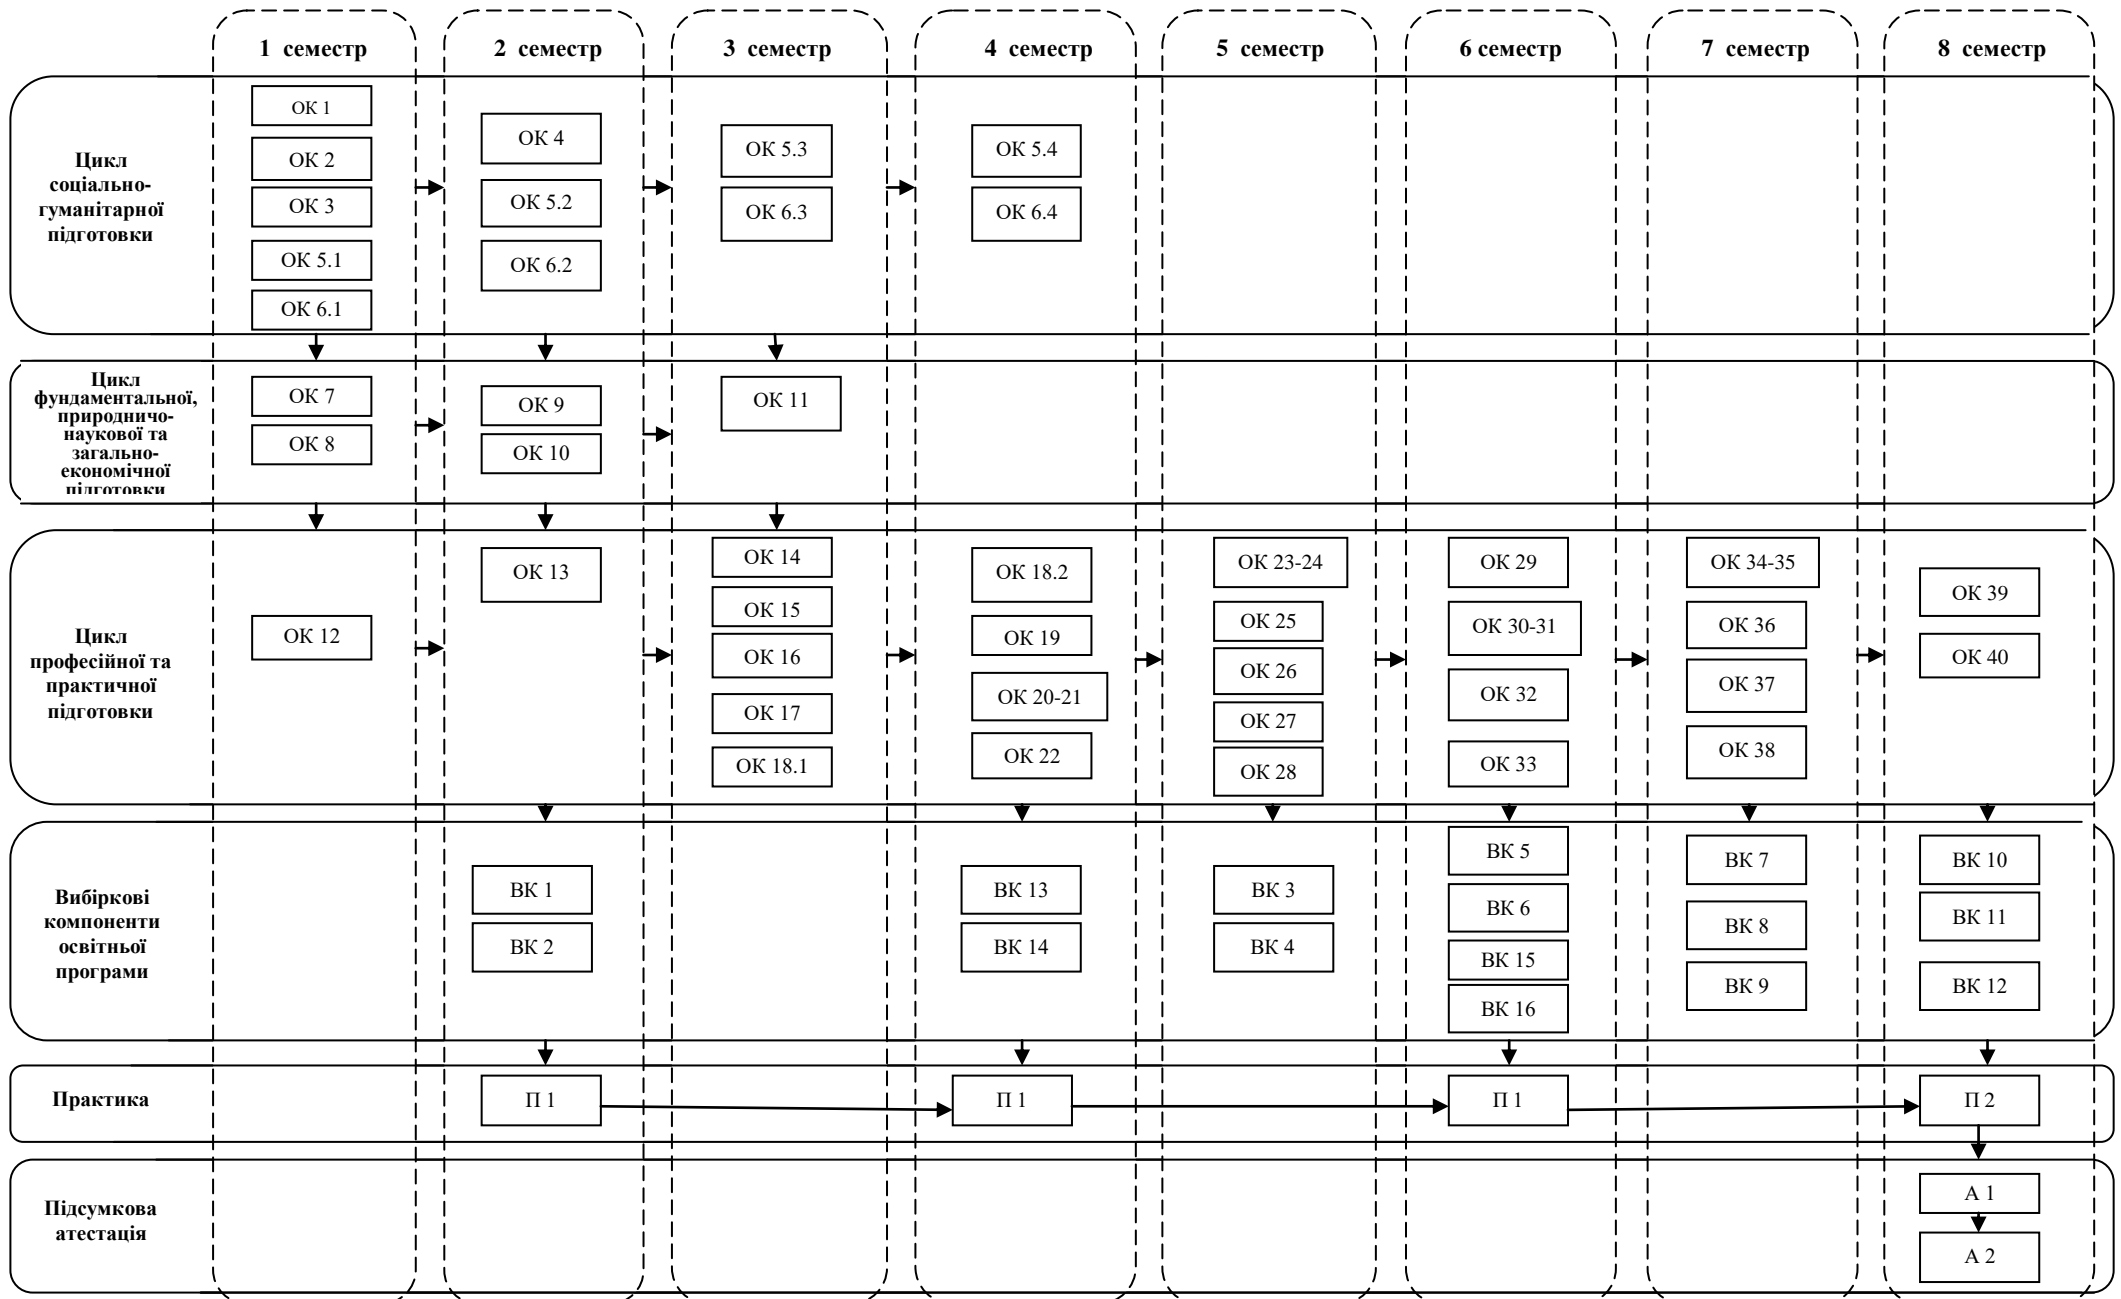 1 семестр
2 семестр
3 семестр
4 семестр
5 семестр
6 семестр
7 семестр
8 семестр
Цикл
соціально-
гуманітарної
підготовки
ОК 1
ОК 2
ОК 3
ОК 5.1
ОК 6.1
ОК 4
ОК 5.2
ОК 6.2
ОК 5.3
ОК 6.3
ОК 5.4
ОК 6.4
Цикл
фундаментальної,
природничо-
наукової та
загально-
економічної
підготовки
ОК 7
ОК 8
ОК 9
ОК 10
ОК 11
Цикл
професійної та
практичної
підготовки
ОК 12
ОК 13
ОК 14
ОК 15
ОК 16
ОК 17
ОК 18.1
ОК 18.2
ОК 19
ОК 20-21
ОК 22
ОК 23-24
ОК 25
ОК 26
ОК 27
ОК 28
ОК 29
ОК 30-31
ОК 32
ОК 33
ОК 34-35
ОК 36
ОК 37
ОК 38
ОК 39
ОК 40
Вибіркові
компоненти
освітньої
програми
ВК 1
ВК 2
ВК 13
ВК 14
ВК 3
ВК 4
ВК 5
ВК 6
ВК 15
ВК 16
ВК 7
ВК 8
ВК 9
ВК 10
ВК 11
ВК 12
Практика
П 1
П 1
П 1
П 2
Підсумкова
атестація
А 1
А 2